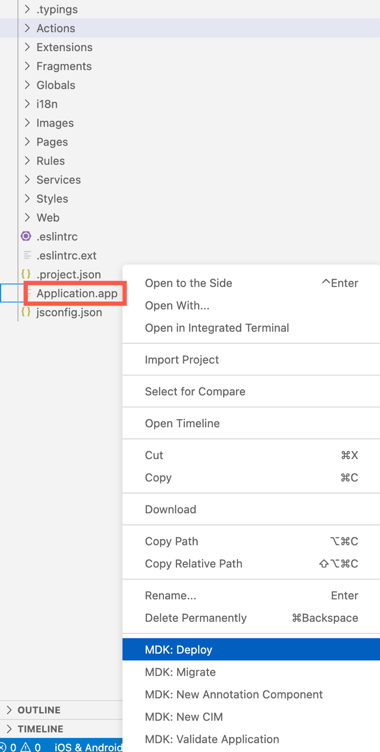 .typings
Actions
Extensions
Fragments
Globals
i18n
Images
Pages
Rules
Services
Styles
Web
.eslintrc
.eslintrc.ext
{} .project.json
Application.app
{} jsconfig.json
Open to the Side ^Enter
Open With...
Open in Integrated Terminal
Import Project
Select for Compare
Open Timeline
Cut ⌘X
Copy ⌘C
Download
Copy Path ⌥⌘C
Copy Relative Path ⇧⌥⌘C
Rename... Enter
Delete Permanently ⌘Backspace
MDK: Deploy
MDK: Migrate
MDK: New Annotation Component
MDK: New CIM
MDK: Validate Application
OUTLINE
TIMELINE
0 0 iOS & Android